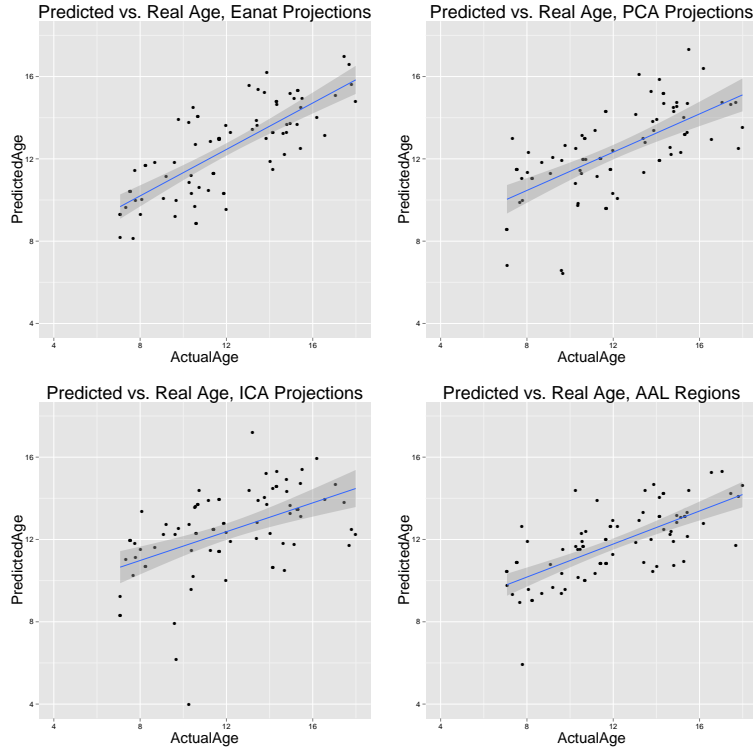 Predicted vs. Real Age, Eanat Projections
PredictedAge
16
12
8
4
4 8 12 16
ActualAge
Predicted vs. Real Age, PCA Projections
PredictedAge
16
12
8
4
4 8 12 16
ActualAge
Predicted vs. Real Age, ICA Projections
PredictedAge
16
12
8
4
4 8 12 16
ActualAge
Predicted vs. Real Age, AAL Regions
PredictedAge
16
12
8
4
4 8 12 16
ActualAge